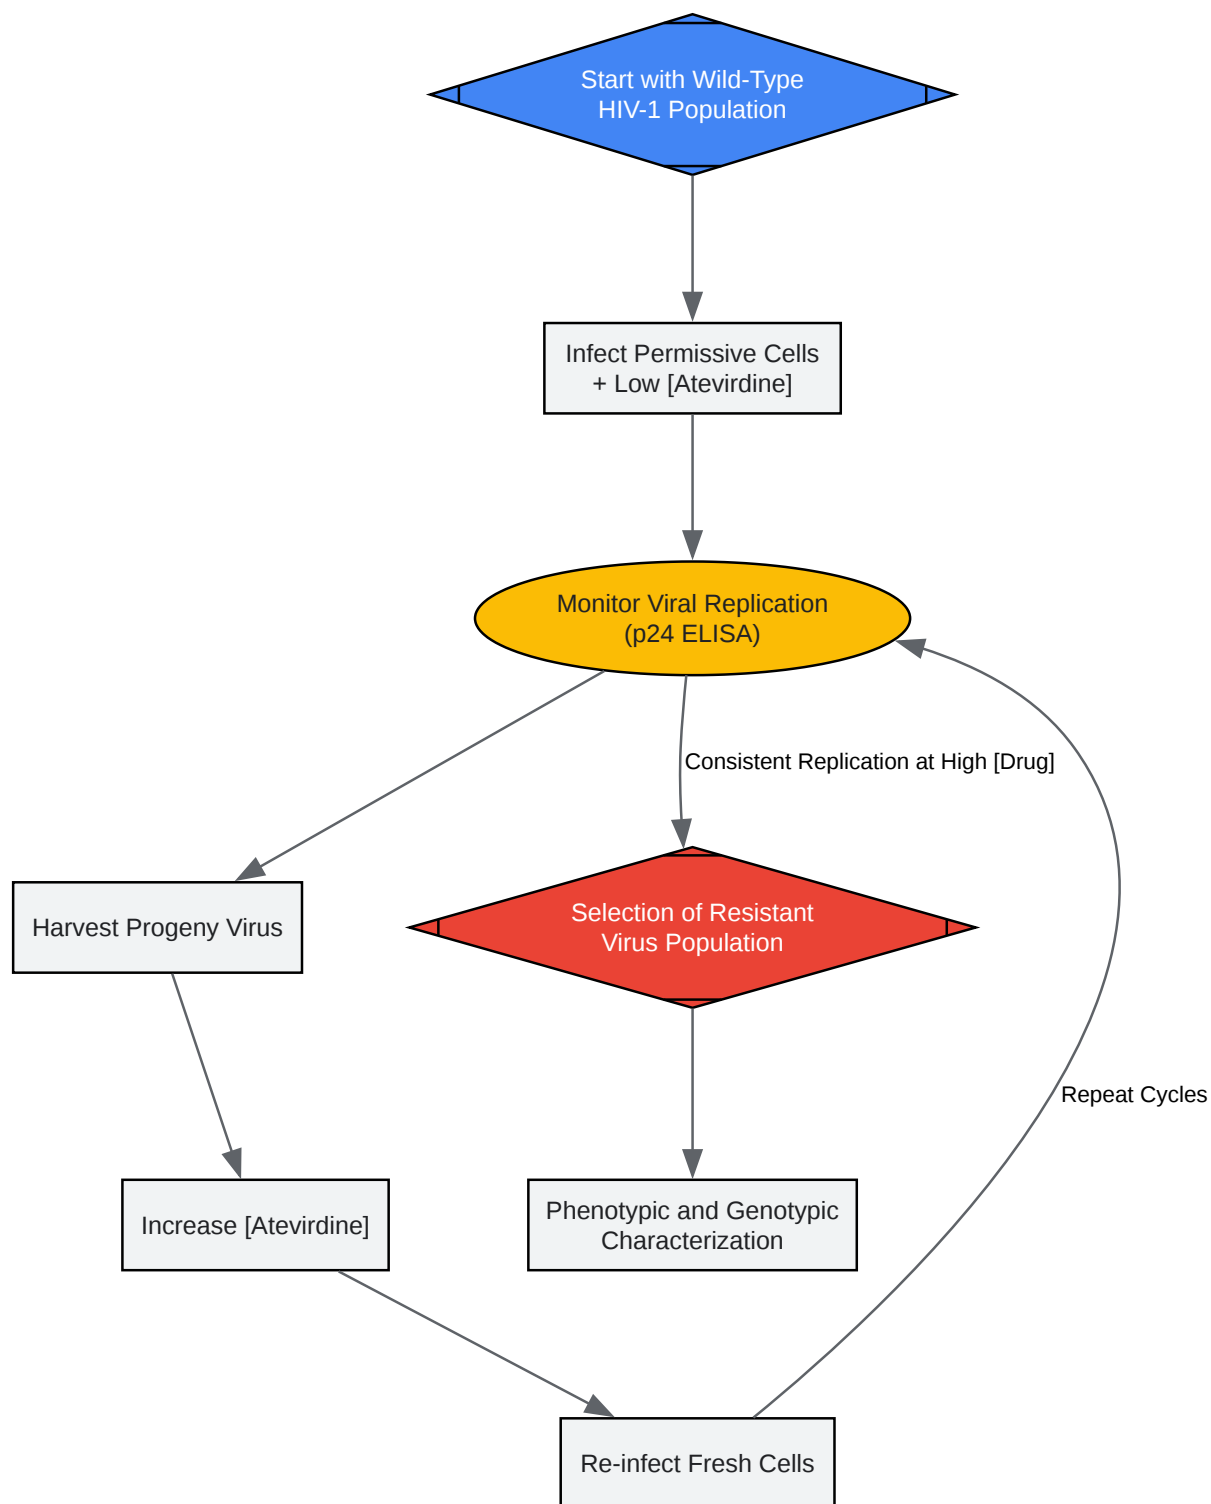 Start with Wild-Type
HIV-1 Population
Infect Permissive Cells
+ Low [Atevirdine]
Monitor Viral Replication
(p24 ELISA)
Consistent Replication at High [Drug]
Harvest Progeny Virus
Selection of Resistant
Virus Population
Repeat Cycles
Increase [Atevirdine]
Phenotypic and Genotypic
Characterization
Re-infect Fresh Cells